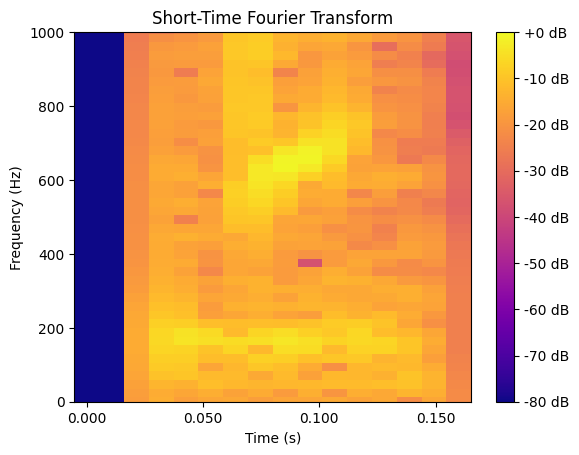 Short-Time Fourier Transform
1000
800
600
400
200
0
Frequency (Hz)
0.000
0.050
0.100
0.150
Time (s)
+0 dB
-10 dB
-20 dB
-30 dB
-40 dB
-50 dB
-60 dB
-70 dB
-80 dB